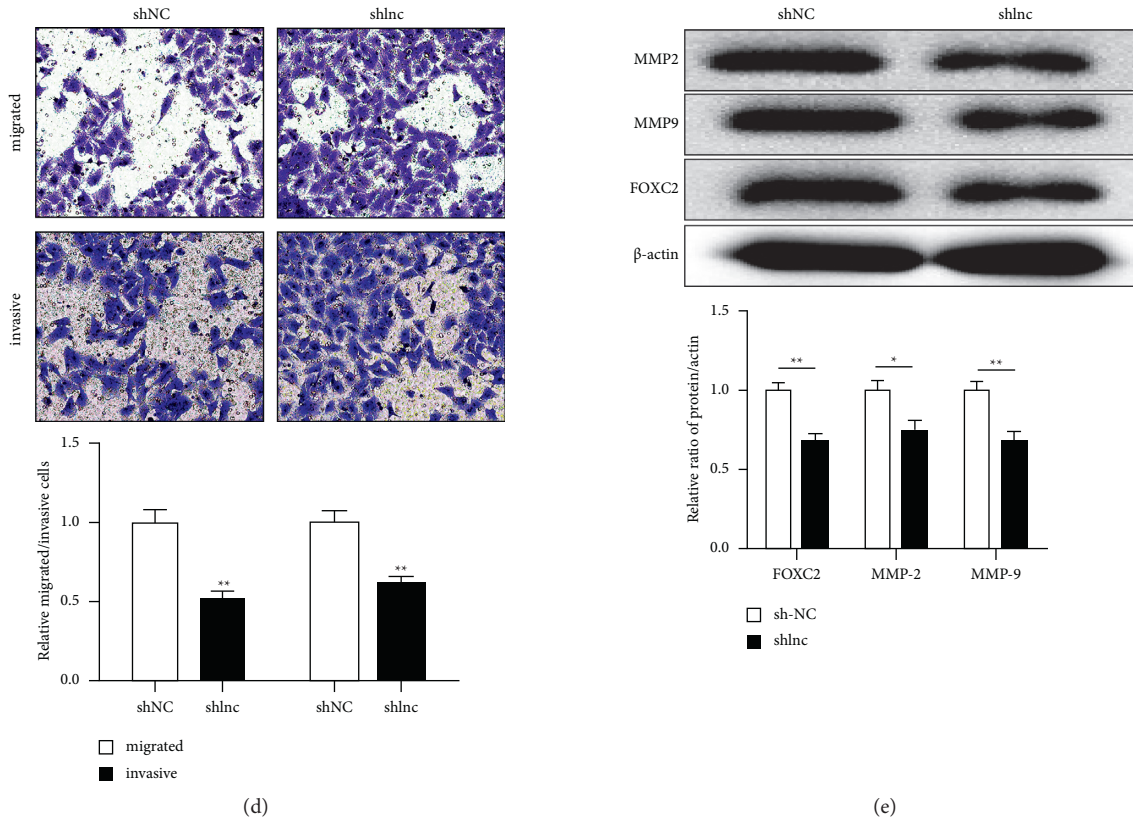 shNC shlnc
migrated
invasive
Relative migrated/invasive cells
1.5
1.0
0.5
0.0
** **
shNC shlnc shNC shlnc
migrated
invasive
(d)
shNC shlnc
MMP2
MMP9
FOXC2
β-actin
Relative ratio of protein/actin
1.5
1.0
0.5
0.0
** * **
FOXC2 MMP-2 MMP-9
sh-NC
shlnc
(e)